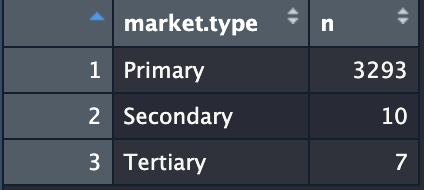 market.type n
1 Primary 3293
2 Secondary 10
3 Tertiary 7